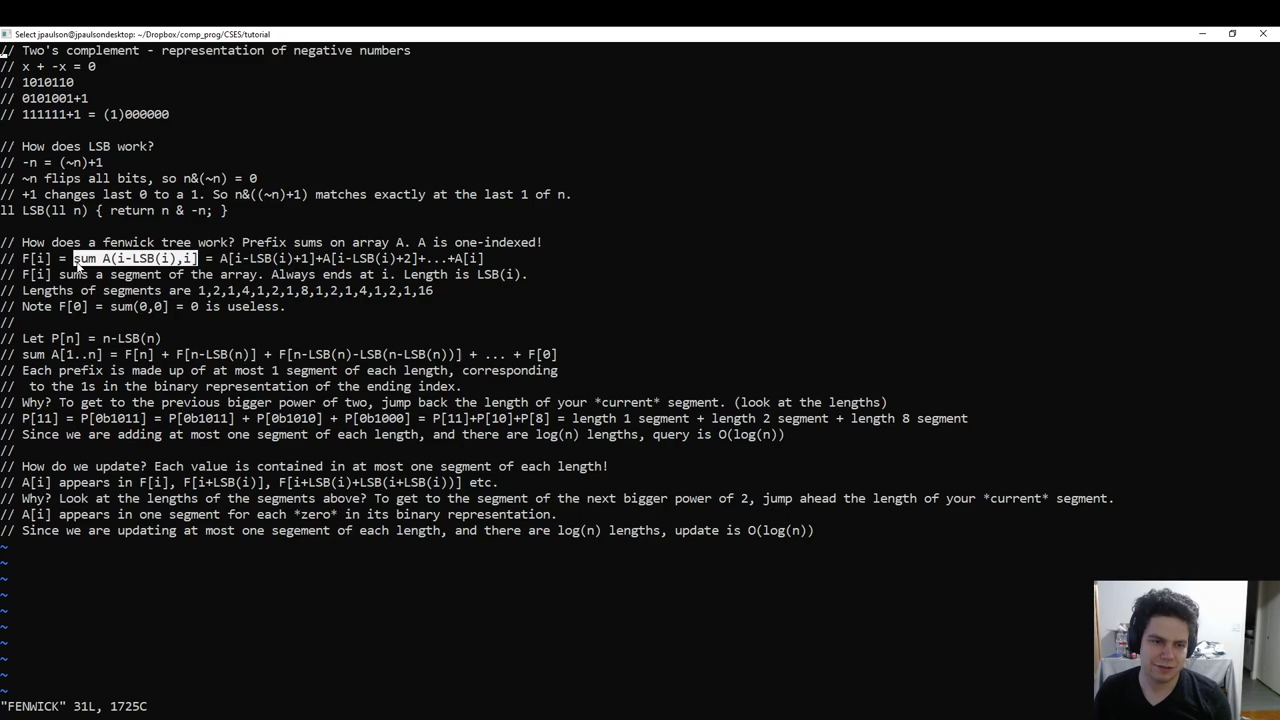 Select jpaulson@jpaulsondesktop: ~/Dropbox/comp_prog/CSES/tutorial
// Two's complement - representation of negative numbers
// x + -x = 0
// 1010110
// 0101001+1
// 111111+1 = (1)000000
// How does LSB work?
// -n = (~n)+1
// ~n flips all bits, so n&(~n) = 0
// +1 changes last 0 to a 1. So n&((~n)+1) matches exactly at the last 1 of n.
ll LSB(ll n) { return n & -n; }
// How does a fenwick tree work? Prefix sums on array A. A is one-indexed!
// F[i] = sum A(i-LSB(i),i] = A[i-LSB(i)+1]+A[i-LSB(i)+2]+...+A[i]
// F[i] sums a segment of the array. Always ends at i. Length is LSB(i).
// Lengths of segments are 1,2,1,4,1,2,1,8,1,2,1,4,1,2,1,16
// Note F[0] = sum(0,0] = 0 is useless.
//
// Let P[n] = n-LSB(n)
// sum A[1..n] = F[n] + F[n-LSB(n)] + F[n-LSB(n)-LSB(n-LSB(n))] + ... + F[0]
// Each prefix is made up of at most 1 segment of each length, corresponding
//  to the 1s in the binary representation of the ending index.
// Why? To get to the previous bigger power of two, jump back the length of your *current* segment. (look at the lengths)
// P[11] = P[0b1011] = P[0b1011] + P[0b1010] + P[0b1000] = P[11]+P[10]+P[8] = length 1 segment + length 2 segment + length 8 segment
// Since we are adding at most one segment of each length, and there are log(n) lengths, query is O(log(n))
//
// How do we update? Each value is contained in at most one segment of each length!
// A[i] appears in F[i], F[i+LSB(i)], F[i+LSB(i)+LSB(i+LSB(i))] etc.
// Why? Look at the lengths of the segments above? To get to the segment of the next bigger power of 2, jump ahead the length of your *current* segment.
// A[i] appears in one segment for each *zero* in its binary representation.
// Since we are updating at most one segement of each length, and there are log(n) lengths, update is O(log(n))
~
~
~
~
~
~
~
~
~
~
"FENWICK" 31L, 1725C